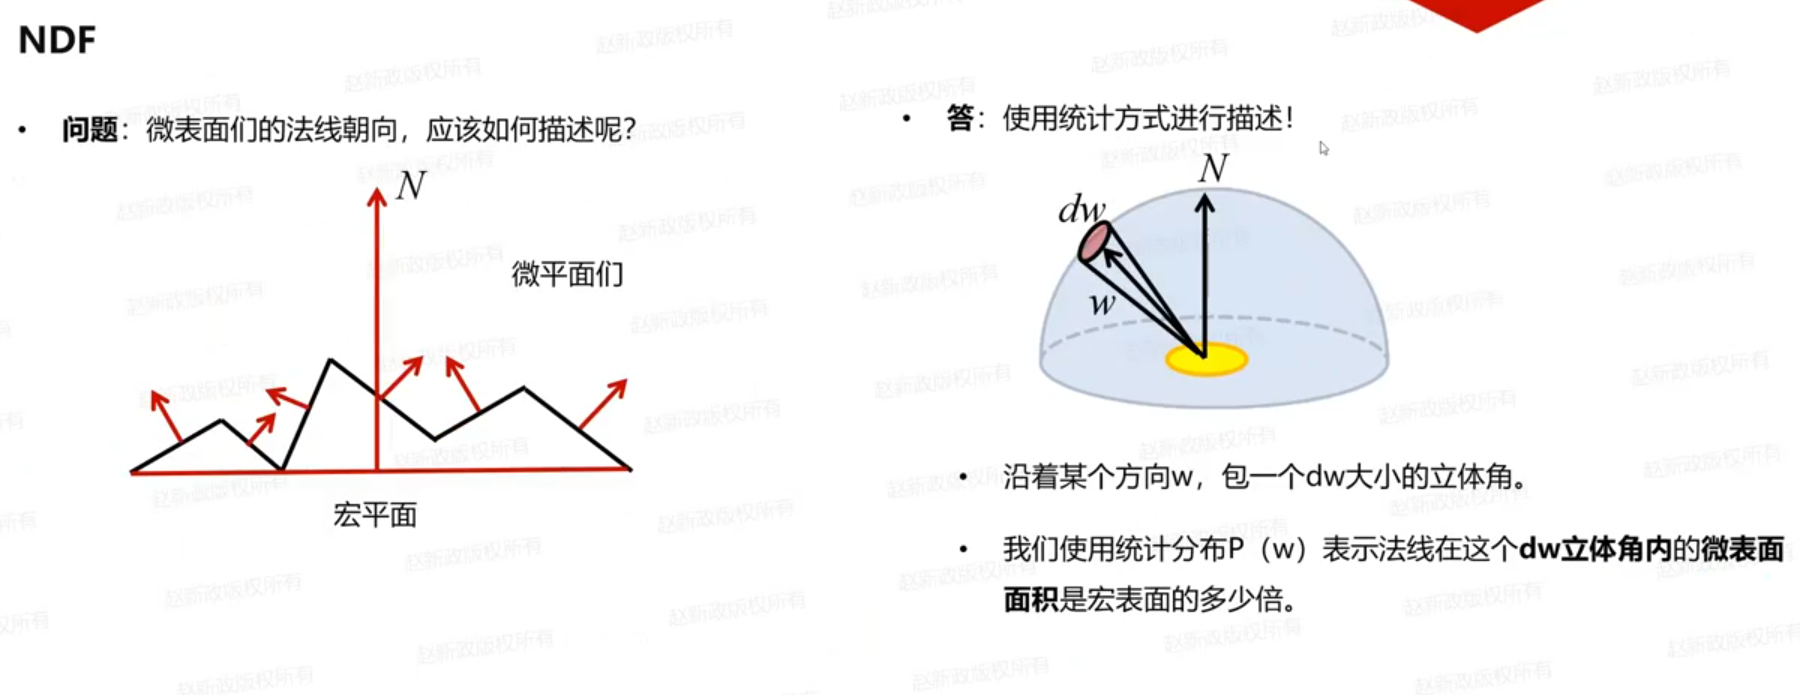 NDF
• 问题：微表面们的法线朝向，应该如何描述呢？
N
微平面们
宏平面
• 答：使用统计方式进行描述！
N
dw
w
• 沿着某个方向w，包一个dw大小的立体角。
• 我们使用统计分布P（w）表示法线在这个dw立体角内的微表面
面积是宏表面的多少倍。
赵新政版权所有